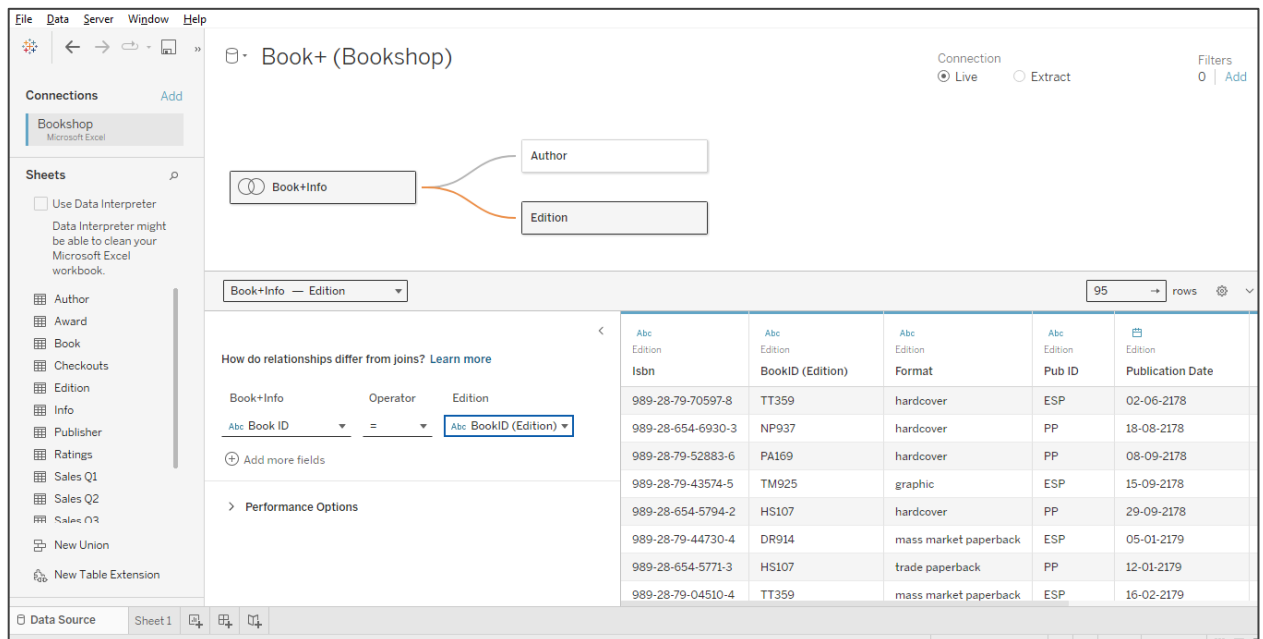 File Data Server Window Help
»
Book+ (Bookshop)
Connection
Live Extract
Filters
0 Add
Connections Add
Bookshop
Microsoft Excel
Author
Book+Info
Edition
Sheets
Use Data Interpreter
Data Interpreter might
be able to clean your
Microsoft Excel
workbook.
Author
Award
Book
Checkouts
Edition
Info
Publisher
Ratings
Sales Q1
Sales Q2
Sales Q3
New Union
New Table Extension
Book+Info — Edition
95 → rows
How do relationships differ from joins? Learn more
Book+Info Operator Edition
Abc Book ID = Abc BookID (Edition)
Add more fields
Performance Options
Abc Abc Abc Abc
Edition Edition Edition Edition Edition
Isbn BookID (Edition) Format Pub ID Publication Date
989-28-79-70597-8 TT359 hardcover ESP 02-06-2178
989-28-654-6930-3 NP937 hardcover PP 18-08-2178
989-28-79-52883-6 PA169 hardcover PP 08-09-2178
989-28-79-43574-5 TM925 graphic ESP 15-09-2178
989-28-654-5794-2 HS107 hardcover PP 29-09-2178
989-28-79-44730-4 DR914 mass market paperback ESP 05-01-2179
989-28-654-5771-3 HS107 trade paperback PP 12-01-2179
989-28-79-04510-4 TT359 mass market paperback ESP 16-02-2179
Data Source Sheet 1